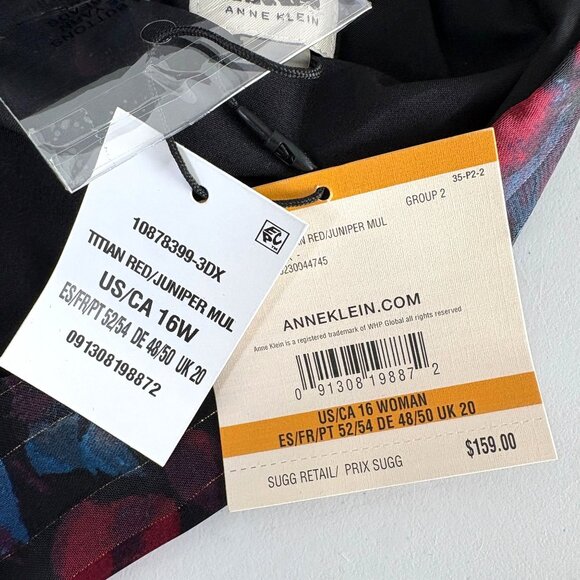 BUTTONS
ANNE KLEIN
10878399-3DX
TITIAN RED/JUNIPER MUL
US/CA 16W
ES/FR/PT 52/54 DE 48/50 UK 20
091308198872
EPC
35-P2-2
GROUP 2
RED/JUNIPER MUL
230944745
ANNEKLEIN.COM
Anne Klein is a registered trademark of WHP Global all rights reserved
0 91308 19887 2
US/CA 16 WOMAN
ES/FR/PT 52/54 DE 48/50 UK 20
$159.00
SUGG RETAIL/ PRIX SUGG